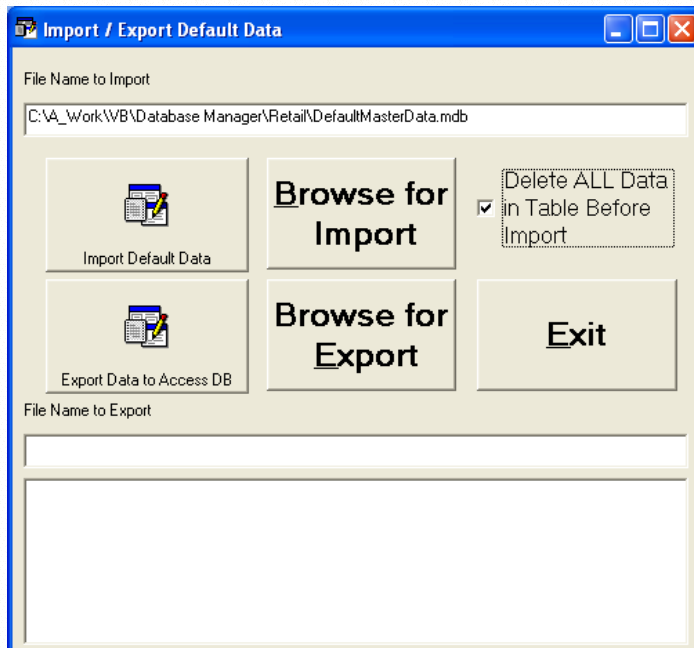 Import / Export Default Data
File Name to Import
C:\A_Work\VB\Database Manager\Retail\DefaultMasterData.mdb
Import Default Data
Browse for
Import
Delete ALL Data
in Table Before
Import
Export Data to Access DB
Browse for
Export
Exit
File Name to Export